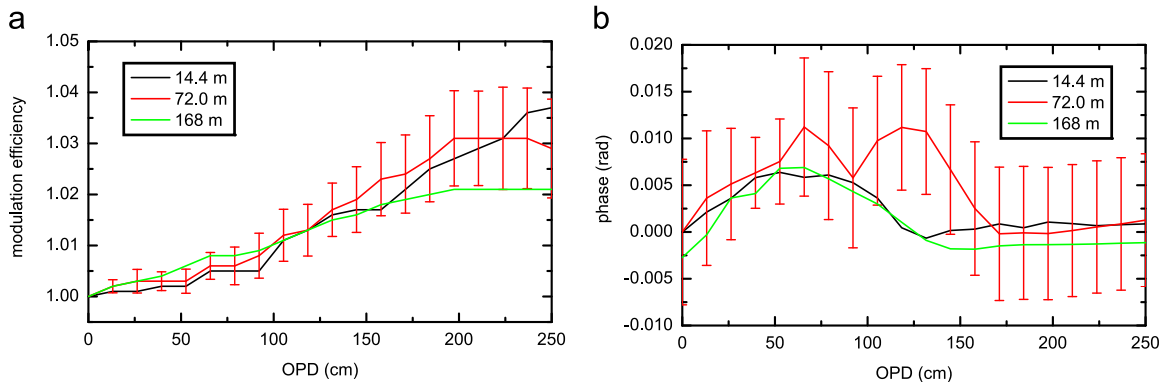 a
1.05
1.04
1.03
1.02
1.01
1.00
modulation efficiency
14.4 m
72.0 m
168 m
0
50
100
150
200
250
OPD (cm)
b
0.020
0.015
0.010
0.005
0.000
-0.005
-0.010
phase (rad)
14.4 m
72.0 m
168 m
0
50
100
150
200
250
OPD (cm)